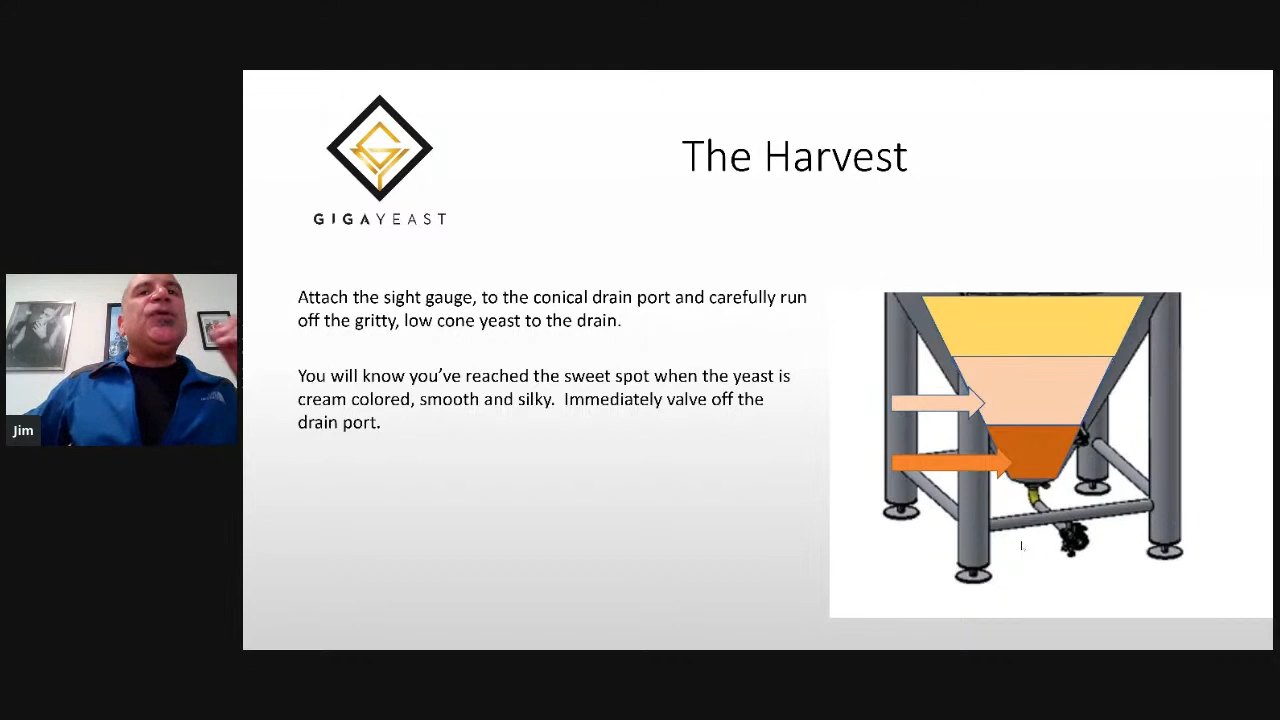 The Harvest
GIGAYEAST
Attach the sight gauge, to the conical drain port and carefully run
off the gritty, low cone yeast to the drain.
You will know you’ve reached the sweet spot when the yeast is
cream colored, smooth and silky.  Immediately valve off the
drain port.
Jim